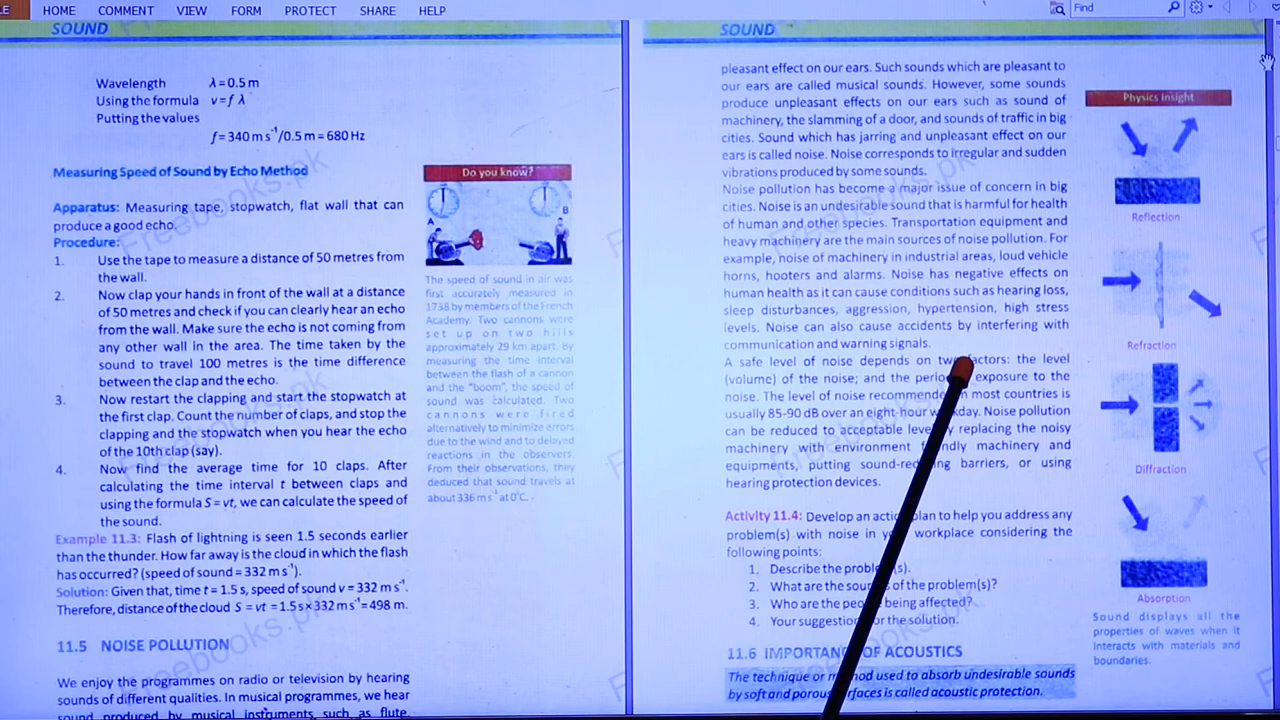 LE HOME COMMENT VIEW FORM PROTECT SHARE HELP
Find
SOUND
Wavelength λ = 0.5 m
Using the formula v = f λ
Putting the values
f = 340 m s⁻¹/0.5 m = 680 Hz
Measuring Speed of Sound by Echo Method
Apparatus: Measuring tape, stopwatch, flat wall that can
produce a good echo.
Procedure:
1. Use the tape to measure a distance of 50 metres from
the wall.
2. Now clap your hands in front of the wall at a distance
of 50 metres and check if you can clearly hear an echo
from the wall. Make sure the echo is not coming from
any other wall in the area. The time taken by the
sound to travel 100 metres is the time difference
between the clap and the echo.
3. Now restart the clapping and start the stopwatch at
the first clap. Count the number of claps, and stop the
clapping and the stopwatch when you hear the echo
of the 10th clap (say).
4. Now find the average time for 10 claps. After
calculating the time interval t between claps and
using the formula S = vt, we can calculate the speed of
the sound.
Example 11.3: Flash of lightning is seen 1.5 seconds earlier
than the thunder. How far away is the cloud in which the flash
has occurred? (speed of sound = 332 m s⁻¹).
Solution: Given that, time t = 1.5 s, speed of sound v = 332 m s⁻¹.
Therefore, distance of the cloud S = vt = 1.5 s × 332 m s⁻¹ = 498 m.
11.5 NOISE POLLUTION
We enjoy the programmes on radio or television by hearing
sounds of different qualities. In musical programmes, we hear
sound produced by musical instruments such as flute,
Do you know?
A
B
The speed of sound in air was
first accurately measured in
1738 by members of the French
Academy. Two cannons were
set up on two hills
approximately 29 km apart. By
measuring the time interval
between the flash of a cannon
and the "boom", the speed of
sound was calculated. Two
cannons were fired
alternatively to minimize errors
due to the wind and to delayed
reactions in the observers.
From their observations, they
deduced that sound travels at
about 336 m s⁻¹ at 0°C.
SOUND
pleasant effect on our ears. Such sounds which are pleasant to
our ears are called musical sounds. However, some sounds
produce unpleasant effects on our ears such as sound of
machinery, the slamming of a door, and sounds of traffic in big
cities. Sound which has jarring and unpleasant effect on our
ears is called noise. Noise corresponds to irregular and sudden
vibrations produced by some sounds.
Noise pollution has become a major issue of concern in big
cities. Noise is an undesirable sound that is harmful for health
of human and other species. Transportation equipment and
heavy machinery are the main sources of noise pollution. For
example, noise of machinery in industrial areas, loud vehicle
horns, hooters and alarms. Noise has negative effects on
human health as it can cause conditions such as hearing loss,
sleep disturbances, aggression, hypertension, high stress
levels. Noise can also cause accidents by interfering with
communication and warning signals.
A safe level of noise depends on two factors: the level
(volume) of the noise; and the perio exposure to the
noise. The level of noise recommende n most countries is
usually 85-90 dB over an eight-hour w kday. Noise pollution
can be reduced to acceptable level y replacing the noisy
machinery with environment f ndly machinery and
equipments, putting sound-red ng barriers, or using
hearing protection devices.
Activity 11.4: Develop an action plan to help you address any
problem(s) with noise in yo workplace considering the
following points:
1. Describe the proble (s).
2. What are the sou of the problem(s)?
3. Who are the peo being affected?
4. Your suggestion or the solution.
11.6 IMPORTANCE OF ACOUSTICS
The technique or m hod used to absorb undesirable sounds
by soft and porous rfaces is called acoustic protection.
Physics insight
Reflection
Refraction
Diffraction
Absorption
Sound displays all the
properties of waves when it
interacts with materials and
boundaries.
Freebooks.pk